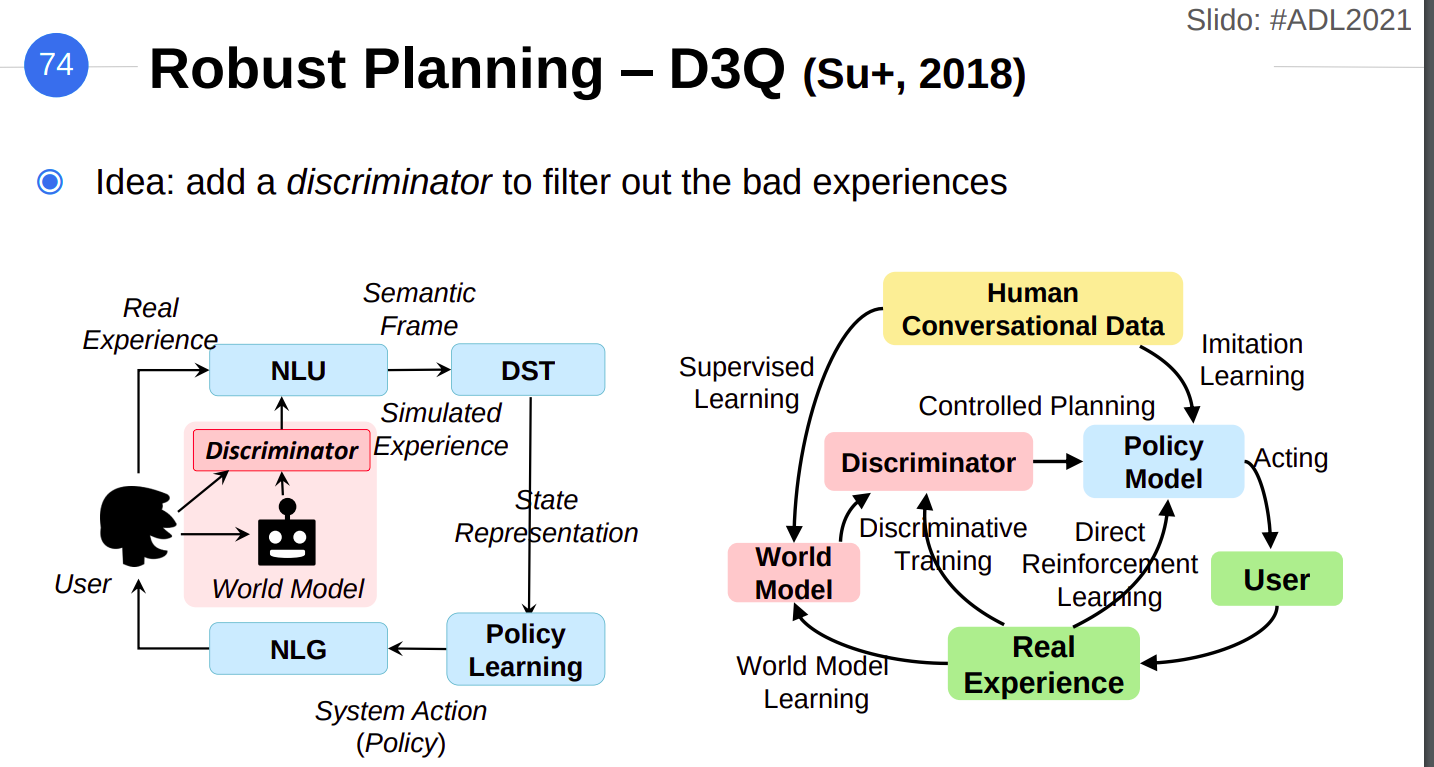 Slido: #ADL2021
74
Robust Planning – D3Q (Su+, 2018)
Idea: add a discriminator to filter out the bad experiences
Real
Experience
Semantic
Frame
NLU
DST
Simulated
Experience
Discriminator
State
Representation
User
World Model
NLG
Policy
Learning
System Action
(Policy)
Human
Conversational Data
Supervised
Learning
Imitation
Learning
Controlled Planning
Discriminator
Policy
Model
Acting
Discriminative
Training
Direct
Reinforcement
Learning
World
Model
User
Real
Experience
World Model
Learning